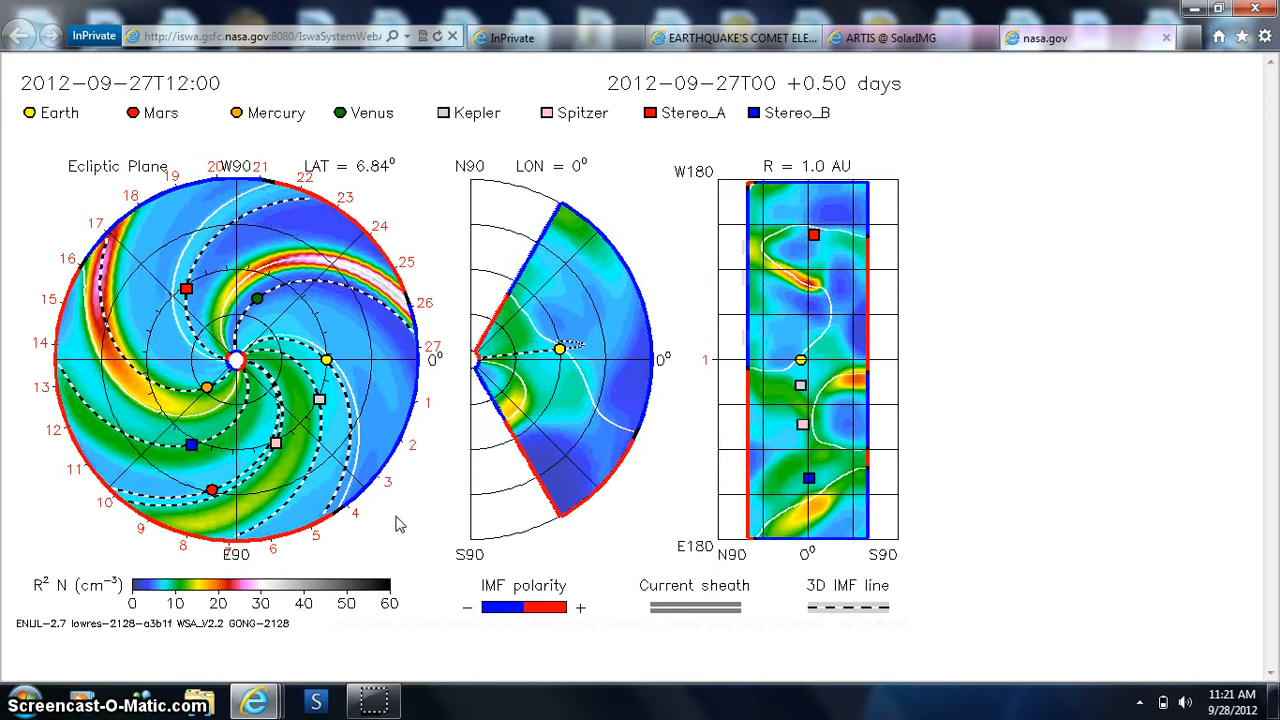 InPrivate
http://iswa.gsfc.nasa.gov:8080/IswaSystemWebA
InPrivate
EARTHQUAKE'S COMET ELE...
ARTIS @ SolarIMG
nasa.gov
2012-09-27T12:00
2012-09-27T00 +0.50 days
Earth
Mars
Mercury
Venus
Kepler
Spitzer
Stereo_A
Stereo_B
Ecliptic Plane
W90
LAT = 6.84°
N90
LON = 0°
W180
R = 1.0 AU
20
21
19
22
18
23
17
24
16
25
15
26
14
27
0°
13
1
12
2
11
3
10
4
9
5
8
6
7
E90
0°
S90
1
E180
N90
0°
S90
R² N (cm⁻³)
0
10
20
30
40
50
60
IMF polarity
-
+
Current sheath
3D IMF line
ENLIL-2.7 lowres-2128-a3b1f WSA_V2.2 GONG-2128
S
Screencast-O-Matic.com
11:21 AM
9/28/2012